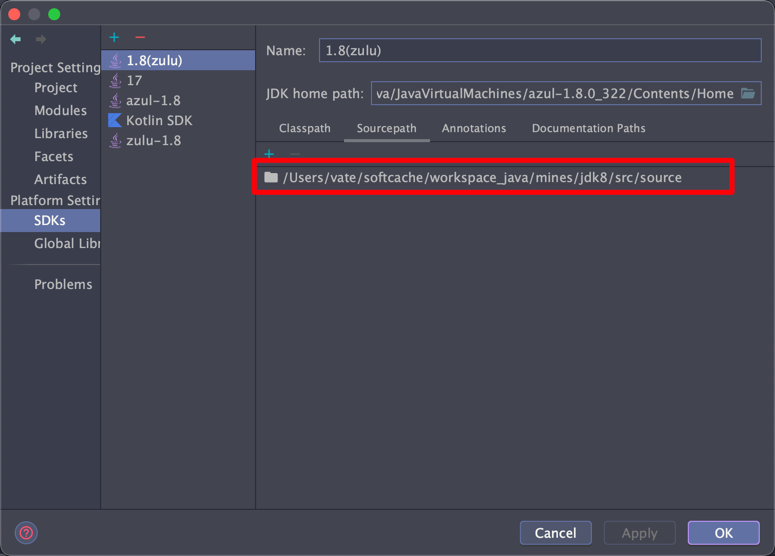 Project Setting
Project
Modules
Libraries
Facets
Artifacts
Platform Settir
SDKs
Global Libr
Problems
1.8(zulu)
17
azul-1.8
Kotlin SDK
zulu-1.8
Name: 1.8(zulu)
JDK home path: va/JavaVirtualMachines/azul-1.8.0_322/Contents/Home
Classpath Sourcepath Annotations Documentation Paths
/Users/vate/softcache/workspace_java/mines/jdk8/src/source
Cancel Apply OK